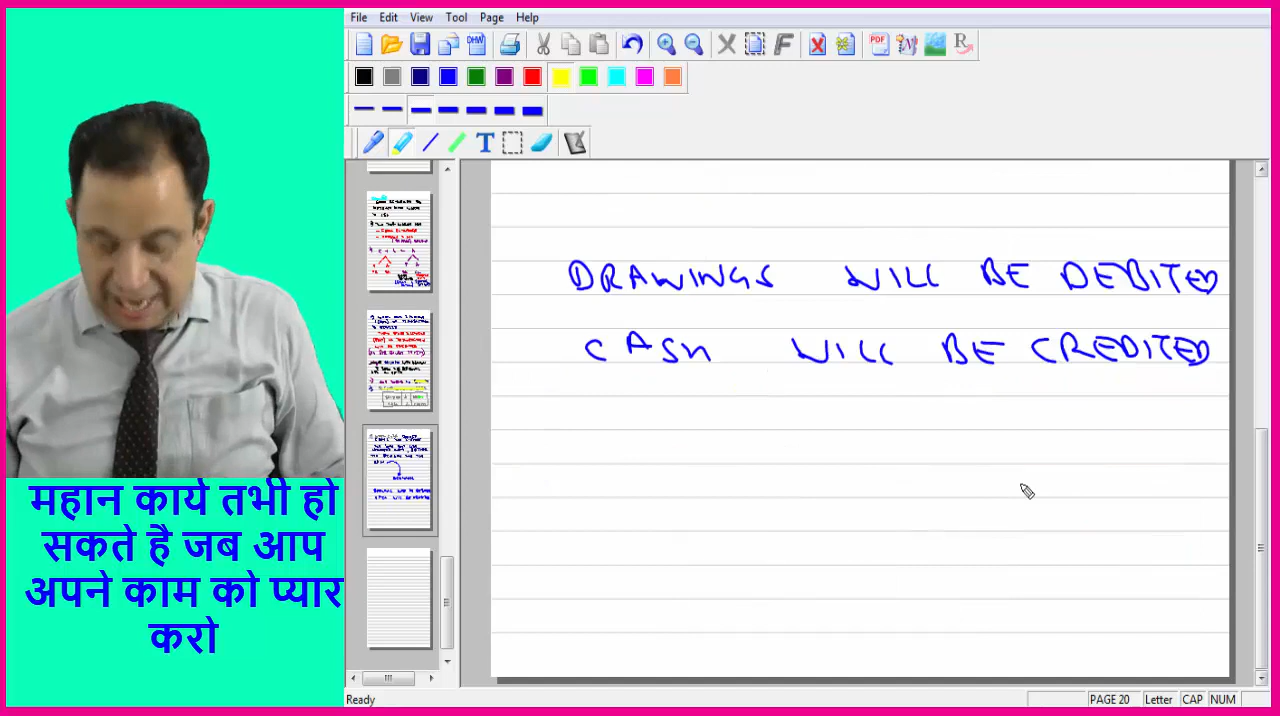 File Edit View Tool Page Help
DRAWINGS WILL BE DEBITED
CASH WILL BE CREDITED
महान कार्य तभी हो
सकते है जब आप
अपने काम को प्यार
करो
Ready PAGE 20 Letter CAP NUM